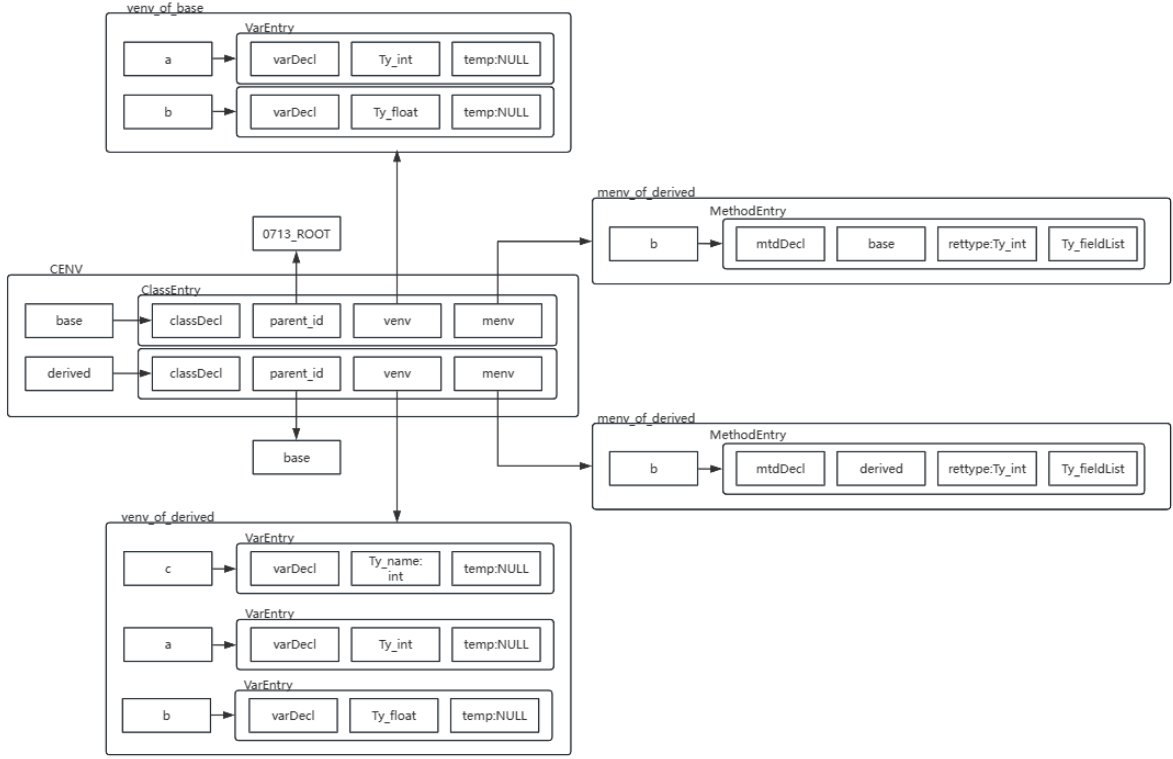 venv_of_base
VarEntry
a varDecl Ty_int temp:NULL
b varDecl Ty_float temp:NULL
menv_of_derived
MethodEntry
b mtdDecl base rettype:Ty_int Ty_fieldList
0713_ROOT
CENV
ClassEntry
base classDecl parent_id venv menv
derived classDecl parent_id venv menv
base
menv_of_derived
MethodEntry
b mtdDecl derived rettype:Ty_int Ty_fieldList
venv_of_derived
VarEntry
c varDecl Ty_name: temp:NULL
int
VarEntry
a varDecl Ty_int temp:NULL
VarEntry
b varDecl Ty_float temp:NULL